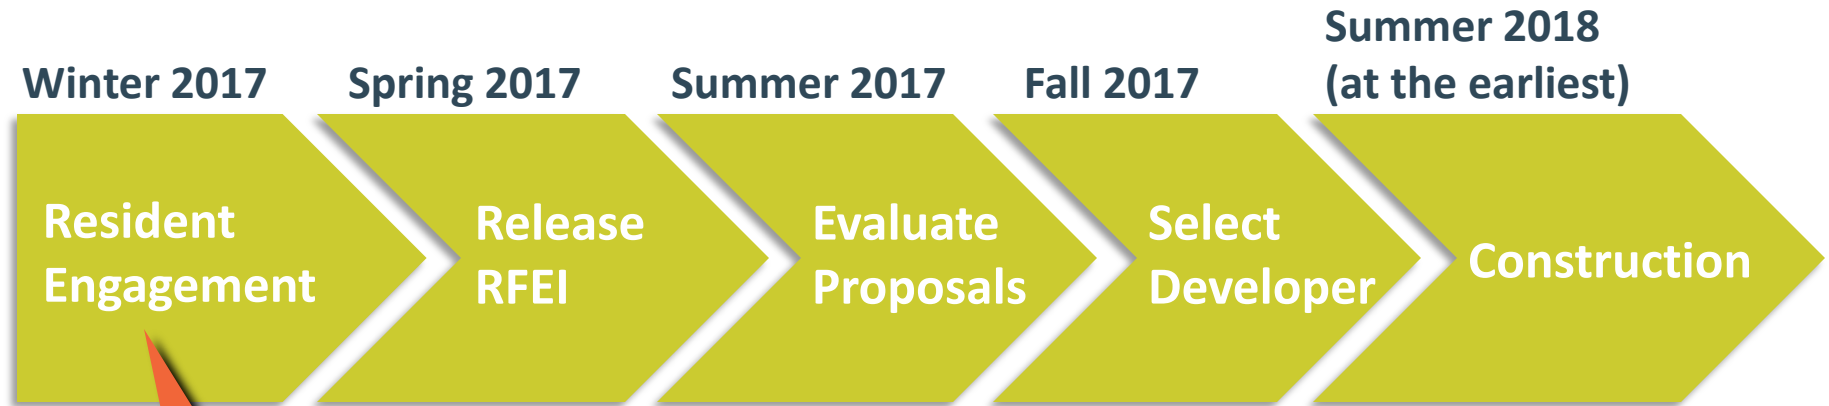 Winter 2017
Spring 2017
Summer 2017
Fall 2017
Summer 2018
(at the earliest)
Resident
Engagement
Release
RFEI
Evaluate
Proposals
Select
Developer
Construction